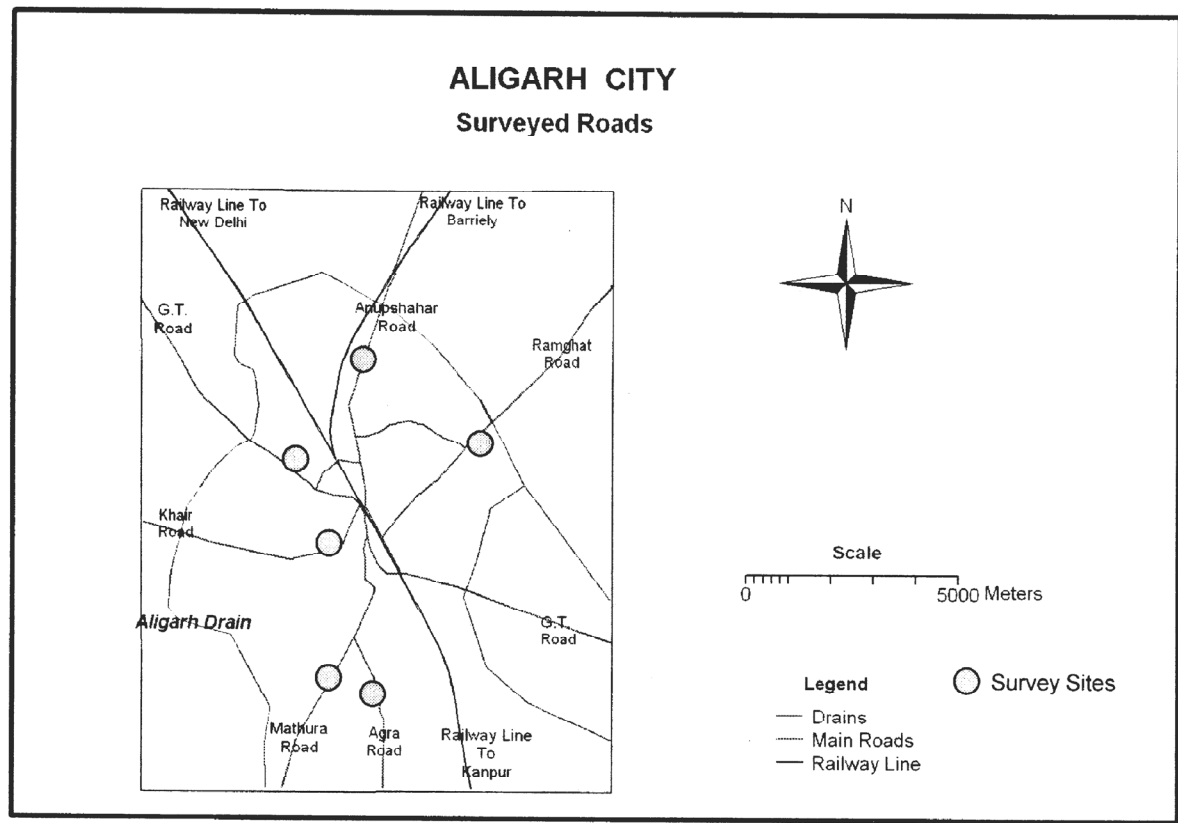 ALIGARH CITY
Surveyed Roads
Railway Line To
New Delhi
Railway Line To
Barriely
N
G.T.
Road
Anupshahar
Road
Ramghat
Road
Khair
Road
Scale
0
5000 Meters
Aligarh Drain
G.T.
Road
Legend
Survey Sites
Drains
Main Roads
Railway Line
Mathura
Road
Agra
Road
Railway Line
To
Kanpur